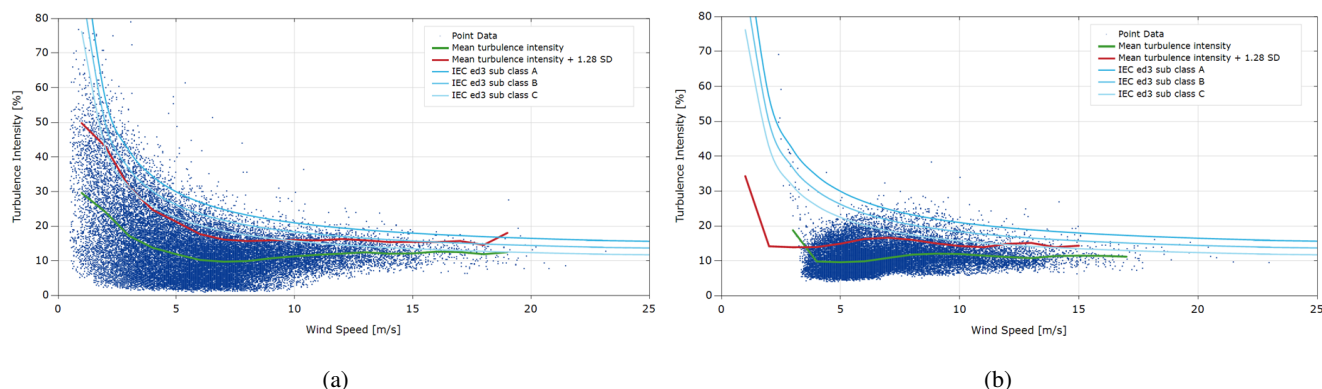 80
70
60
50
40
30
20
10
0
Turbulence Intensity [%]
0 5 10 15 20 25
Wind Speed [m/s]
Point Data
Mean turbulence intensity
Mean turbulence intensity + 1.28 SD
IEC ed3 sub class A
IEC ed3 sub class B
IEC ed3 sub class C
(a)
80
70
60
50
40
30
20
10
0
Turbulence Intensity [%]
0 5 10 15 20 25
Wind Speed [m/s]
Point Data
Mean turbulence intensity
Mean turbulence intensity + 1.28 SD
IEC ed3 sub class A
IEC ed3 sub class B
IEC ed3 sub class C
(b)